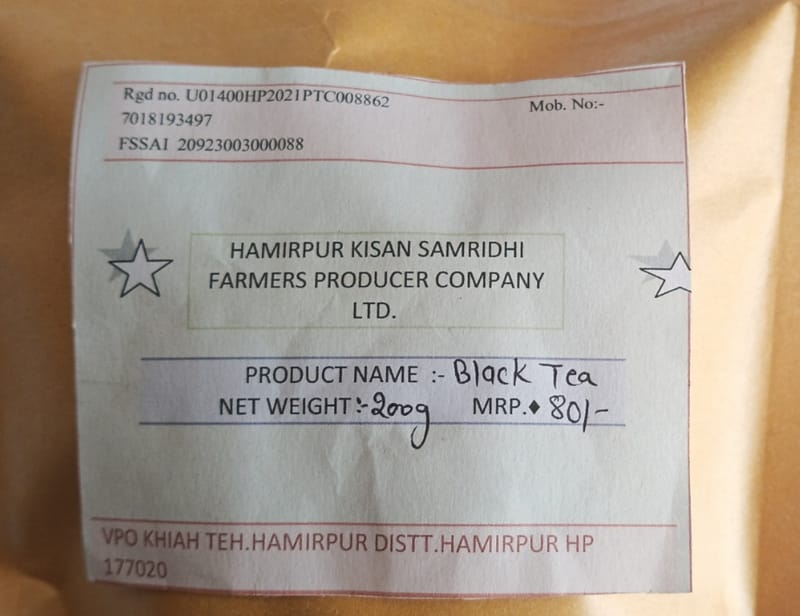 Rgd no. U01400HP2021PTC008862 Mob. No:-
7018193497
FSSAI 20923003000088
HAMIRPUR KISAN SAMRIDHI
FARMERS PRODUCER COMPANY
LTD.
PRODUCT NAME :- Black Tea
NET WEIGHT :- 200g MRP.♦ 80/-
VPO KHIAH TEH.HAMIRPUR DISTT.HAMIRPUR HP
177020